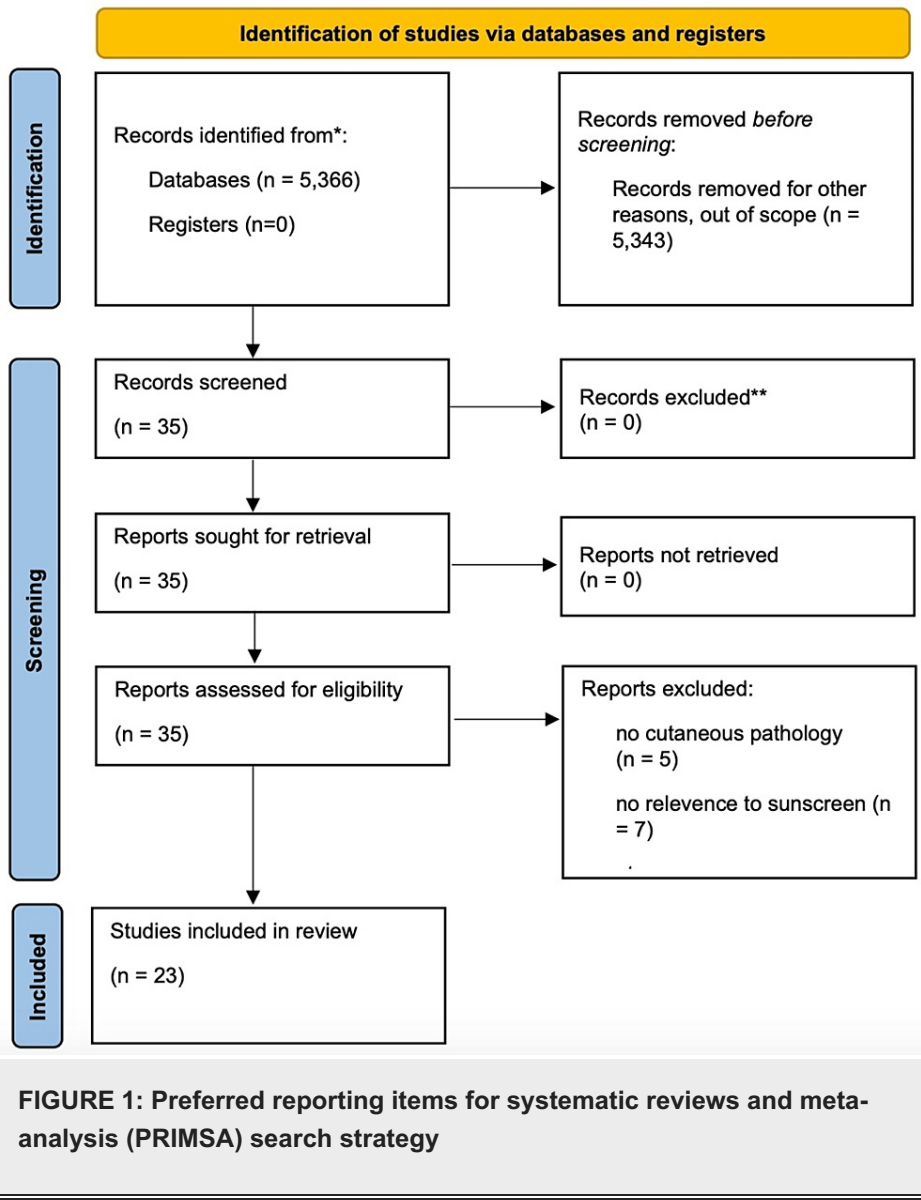 Identification of studies via databases and registers
Identification
Records identified from*:
Databases (n = 5,366)
Registers (n=0)
Records removed before
screening:
Records removed for other
reasons, out of scope (n =
5,343)
Screening
Records screened
(n = 35)
Records excluded**
(n = 0)
Reports sought for retrieval
(n = 35)
Reports not retrieved
(n = 0)
Reports assessed for eligibility
(n = 35)
Reports excluded:
no cutaneous pathology
(n = 5)
no relevence to sunscreen (n
= 7)
.
Included
Studies included in review
(n = 23)
FIGURE 1: Preferred reporting items for systematic reviews and meta-
analysis (PRIMSA) search strategy